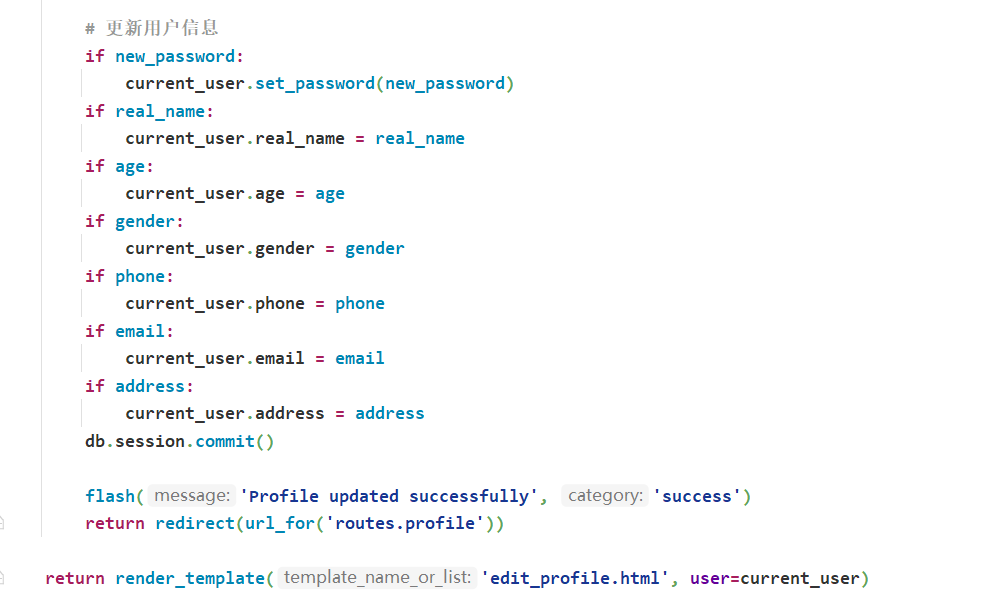 # 更新用户信息
if new_password:
current_user.set_password(new_password)
if real_name:
current_user.real_name = real_name
if age:
current_user.age = age
if gender:
current_user.gender = gender
if phone:
current_user.phone = phone
if email:
current_user.email = email
if address:
current_user.address = address
db.session.commit()
flash( message: 'Profile updated successfully', category: 'success')
return redirect(url_for('routes.profile'))
return render_template( template_name_or_list: 'edit_profile.html', user=current_user)